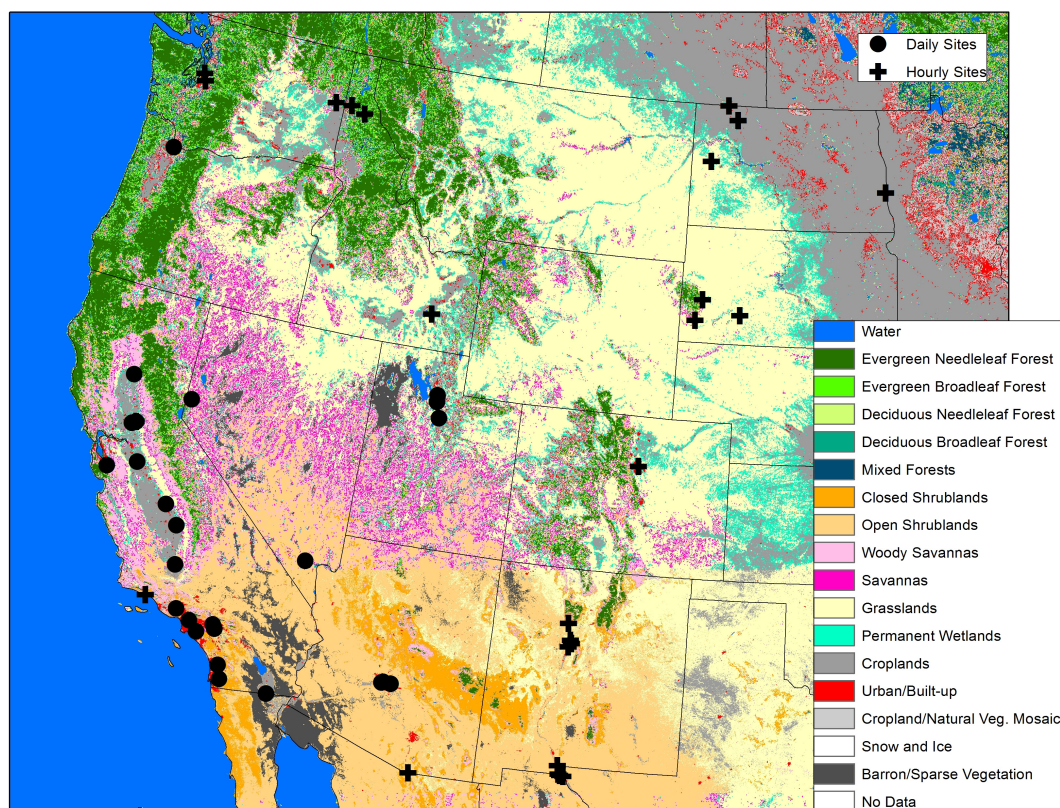 Daily Sites
Hourly Sites
Water
Evergreen Needleleaf Forest
Evergreen Broadleaf Forest
Deciduous Needleleaf Forest
Deciduous Broadleaf Forest
Mixed Forests
Closed Shrublands
Open Shrublands
Woody Savannas
Savannas
Grasslands
Permanent Wetlands
Croplands
Urban/Built-up
Cropland/Natural Veg. Mosaic
Snow and Ice
Barron/Sparse Vegetation
No Data